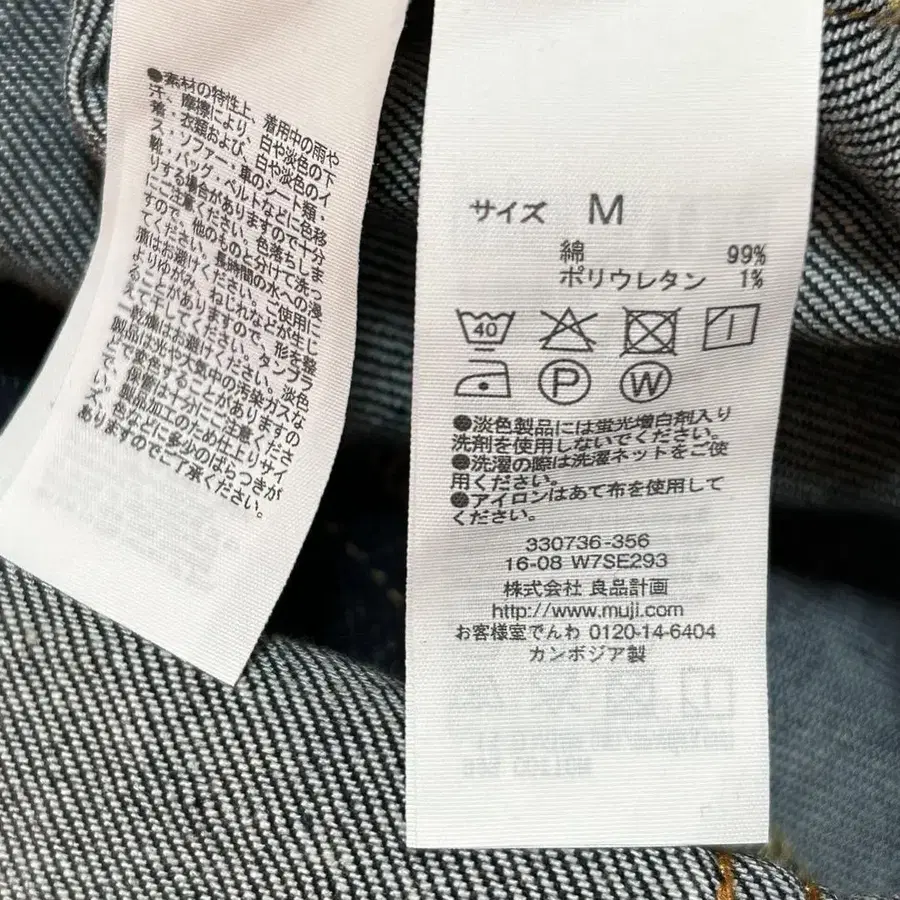 ●素材の特性上、着用中の雨や
汗、摩擦により、白や淡色の下
着・衣類および、白や淡色のイ
ス・ソファー・車のシート類・
靴・バッグ・ベルトなどに色移
りする場合がありますので十分
にご注意ください。色落ちしま
すので、他のものと分けて洗っ
てください。長時間の水への浸
漬はお避けください。ご使用に
よりゆがみ、ねじれなどが生じ
ることがありますので、形を整
えて干してください。タンブラ
ー乾燥はお避けください。淡色
製品は光や大気中の汚染ガスな
どで変色することがありますの
で、保管は十分にご注意くださ
い。製品加工のため仕上りサイ
ズ、色などに多少のばらつきが
ありますのでご了承ください。
サイズ M
綿 99%
ポリウレタン 1%
40
P W
●淡色製品には蛍光増白剤入り
洗剤を使用しないでください。
●洗濯の際は洗濯ネットをご使
用ください。
●アイロンはあて布を使用して
ください。
330736-356
16-08 W7SE293
株式会社 良品計画
http://www.muji.com
お客様室でんわ 0120-14-6404
カンボジア製